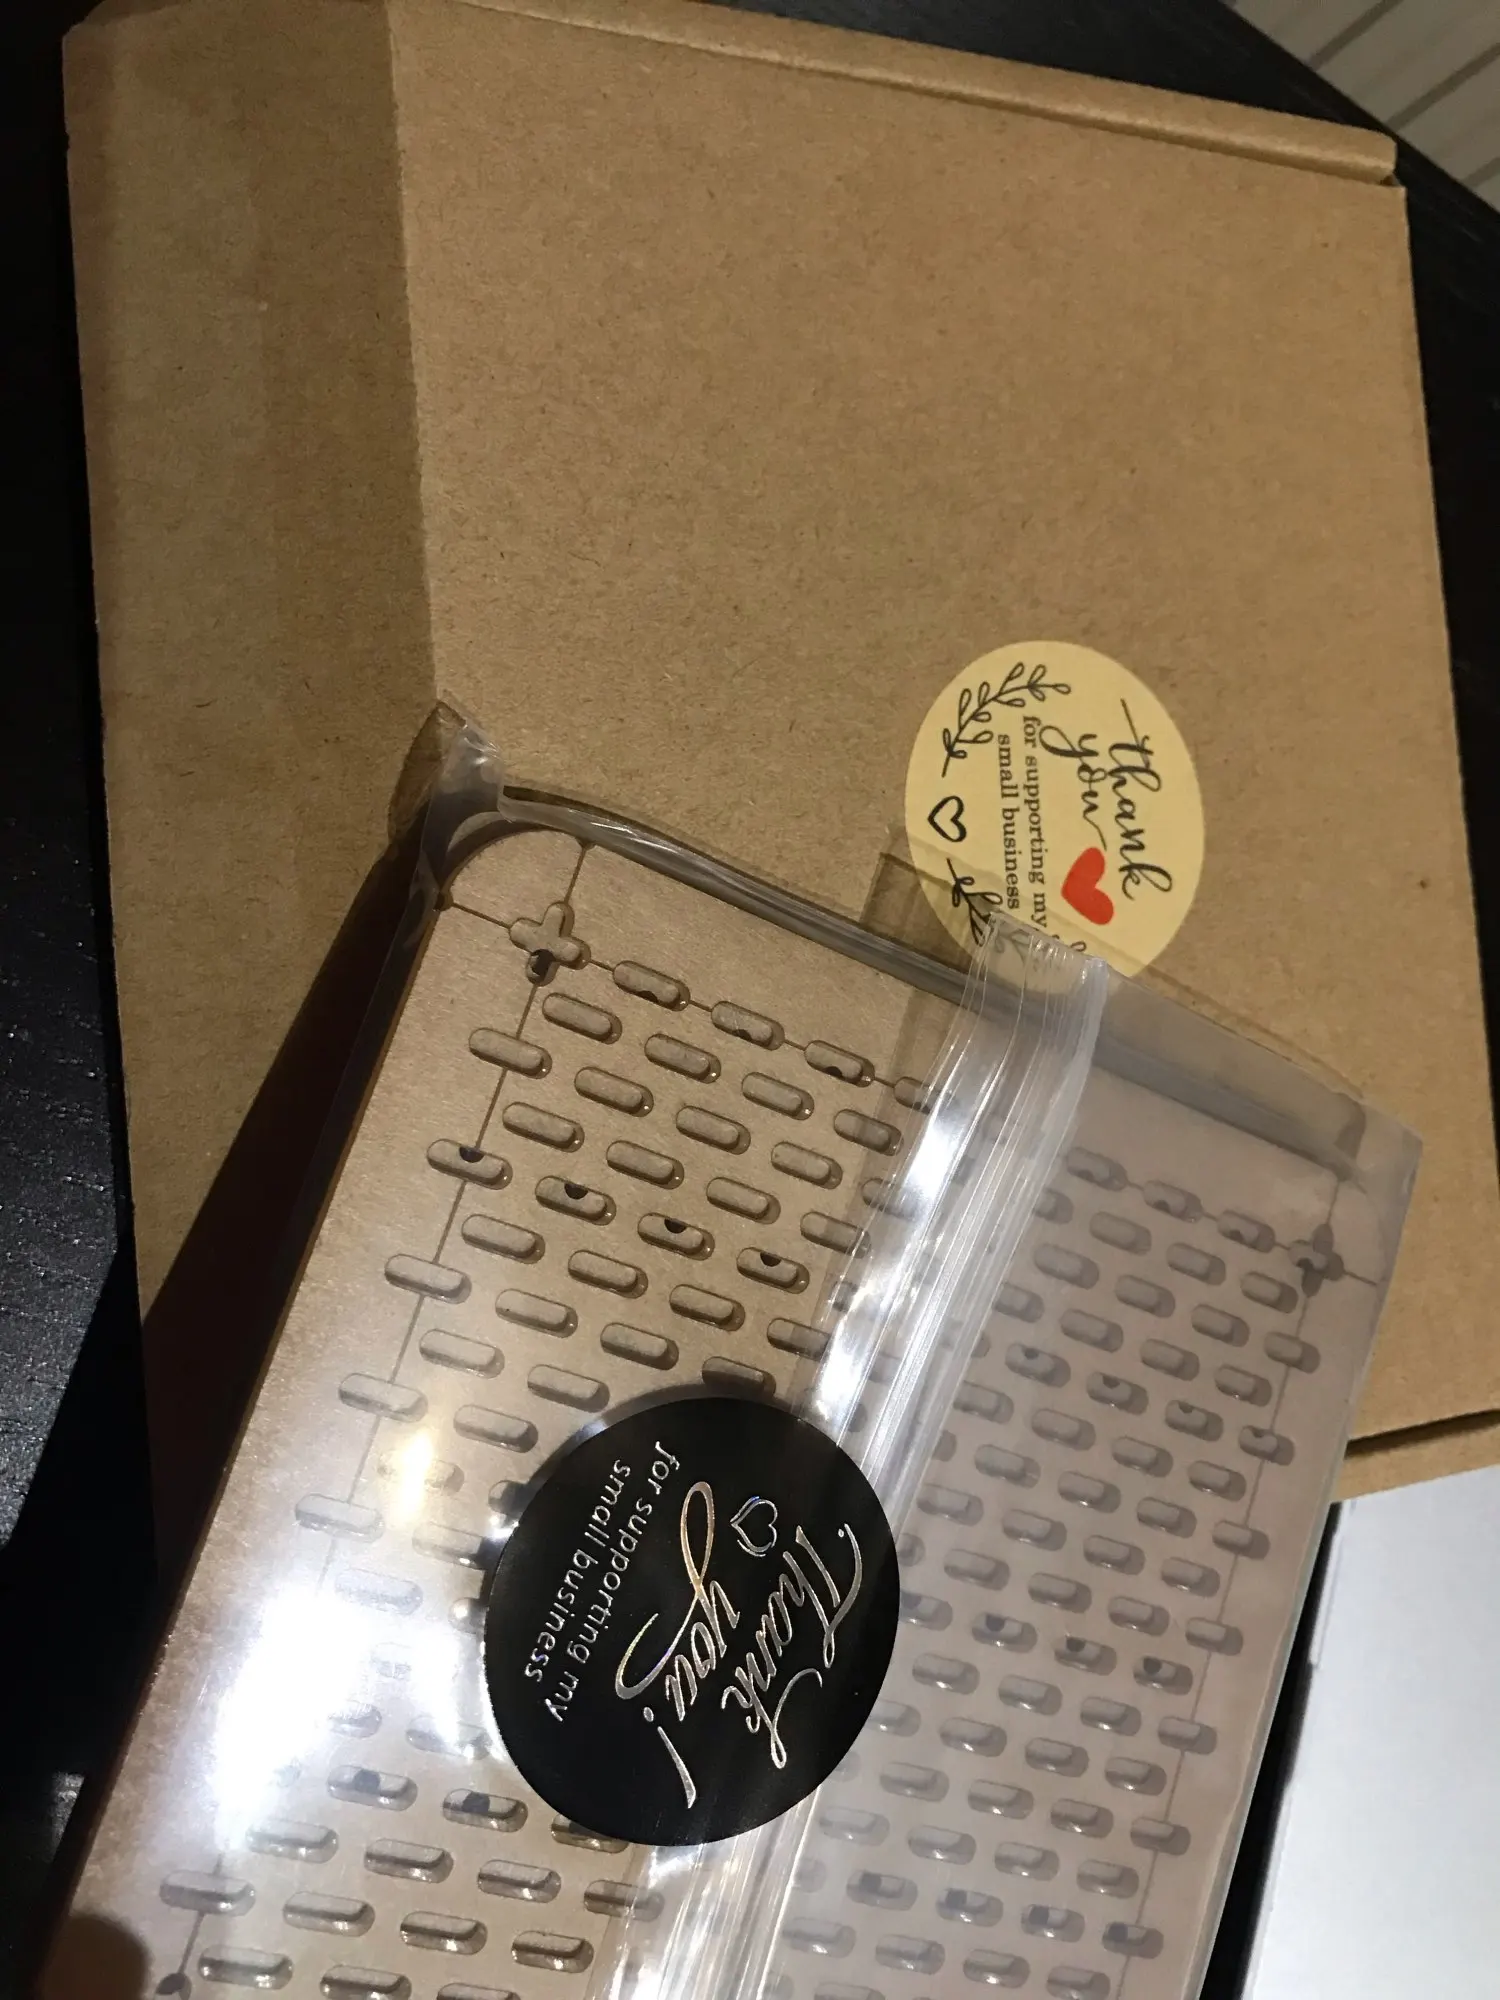 thank
you
for supporting my
small business
Thank
you!
for supporting my
small business